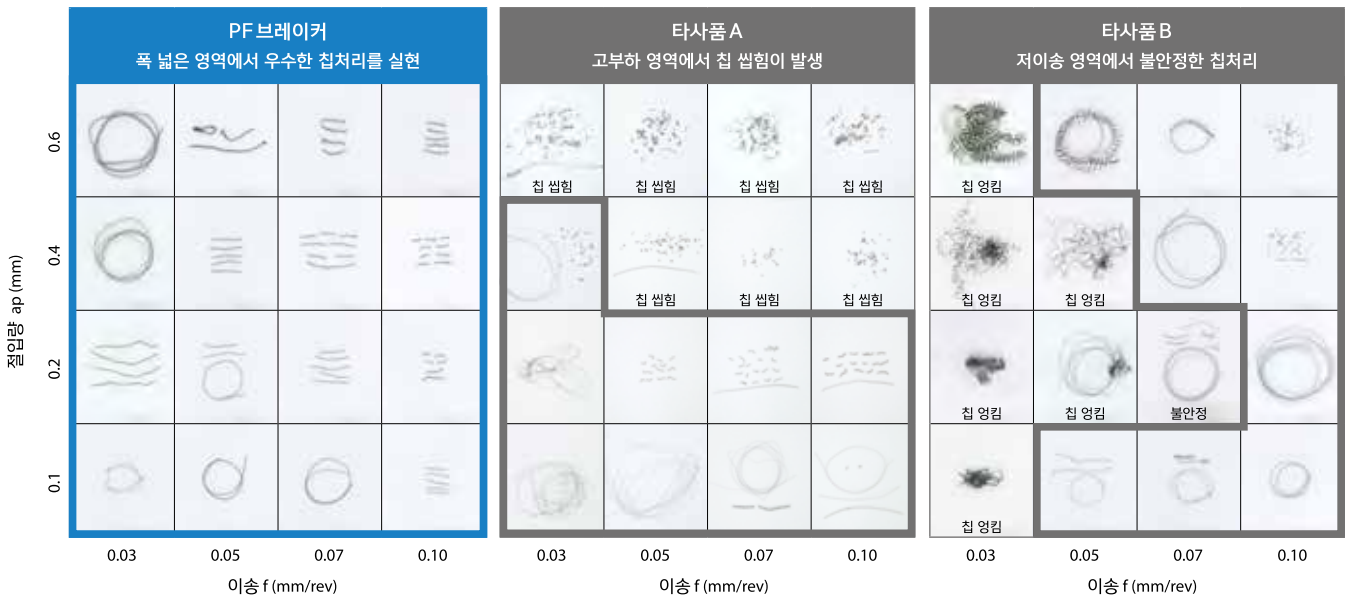 PF브레이커
폭 넓은 영역에서 우수한 칩처리를 실현
타사품 A
고부하 영역에서 칩 씹힘이 발생
타사품 B
저이송 영역에서 불안정한 칩처리
절입량 ap (mm)
0.6
칩 씹힘 칩 씹힘 칩 씹힘 칩 씹힘
칩 엉킴
0.4
칩 씹힘 칩 씹힘 칩 씹힘
칩 엉킴 칩 엉킴
0.2
칩 엉킴 칩 엉킴 불안정
0.1
칩 엉킴
0.03 0.05 0.07 0.10
이송 f (mm/rev)
0.03 0.05 0.07 0.10
이송 f (mm/rev)
0.03 0.05 0.07 0.10
이송 f (mm/rev)